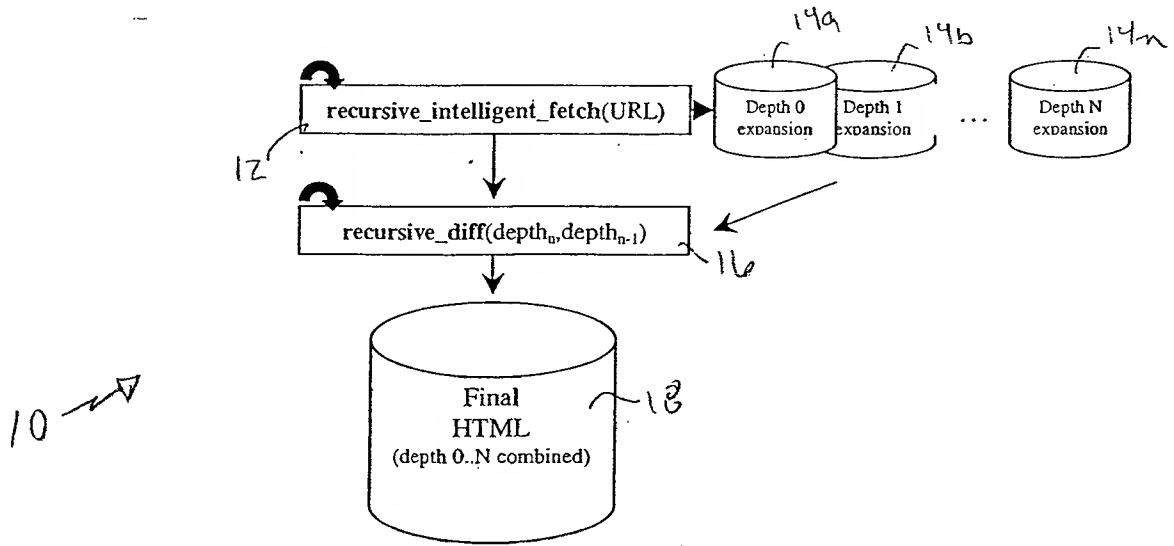 14a
14b
14n
recursive_intelligent_fetch(URL)
Depth 0
expansion
Depth 1
expansion
...
Depth N
expansion
12
recursive_diff(depthn,depthn-1)
16
Final
HTML
(depth 0..N combined)
18
10